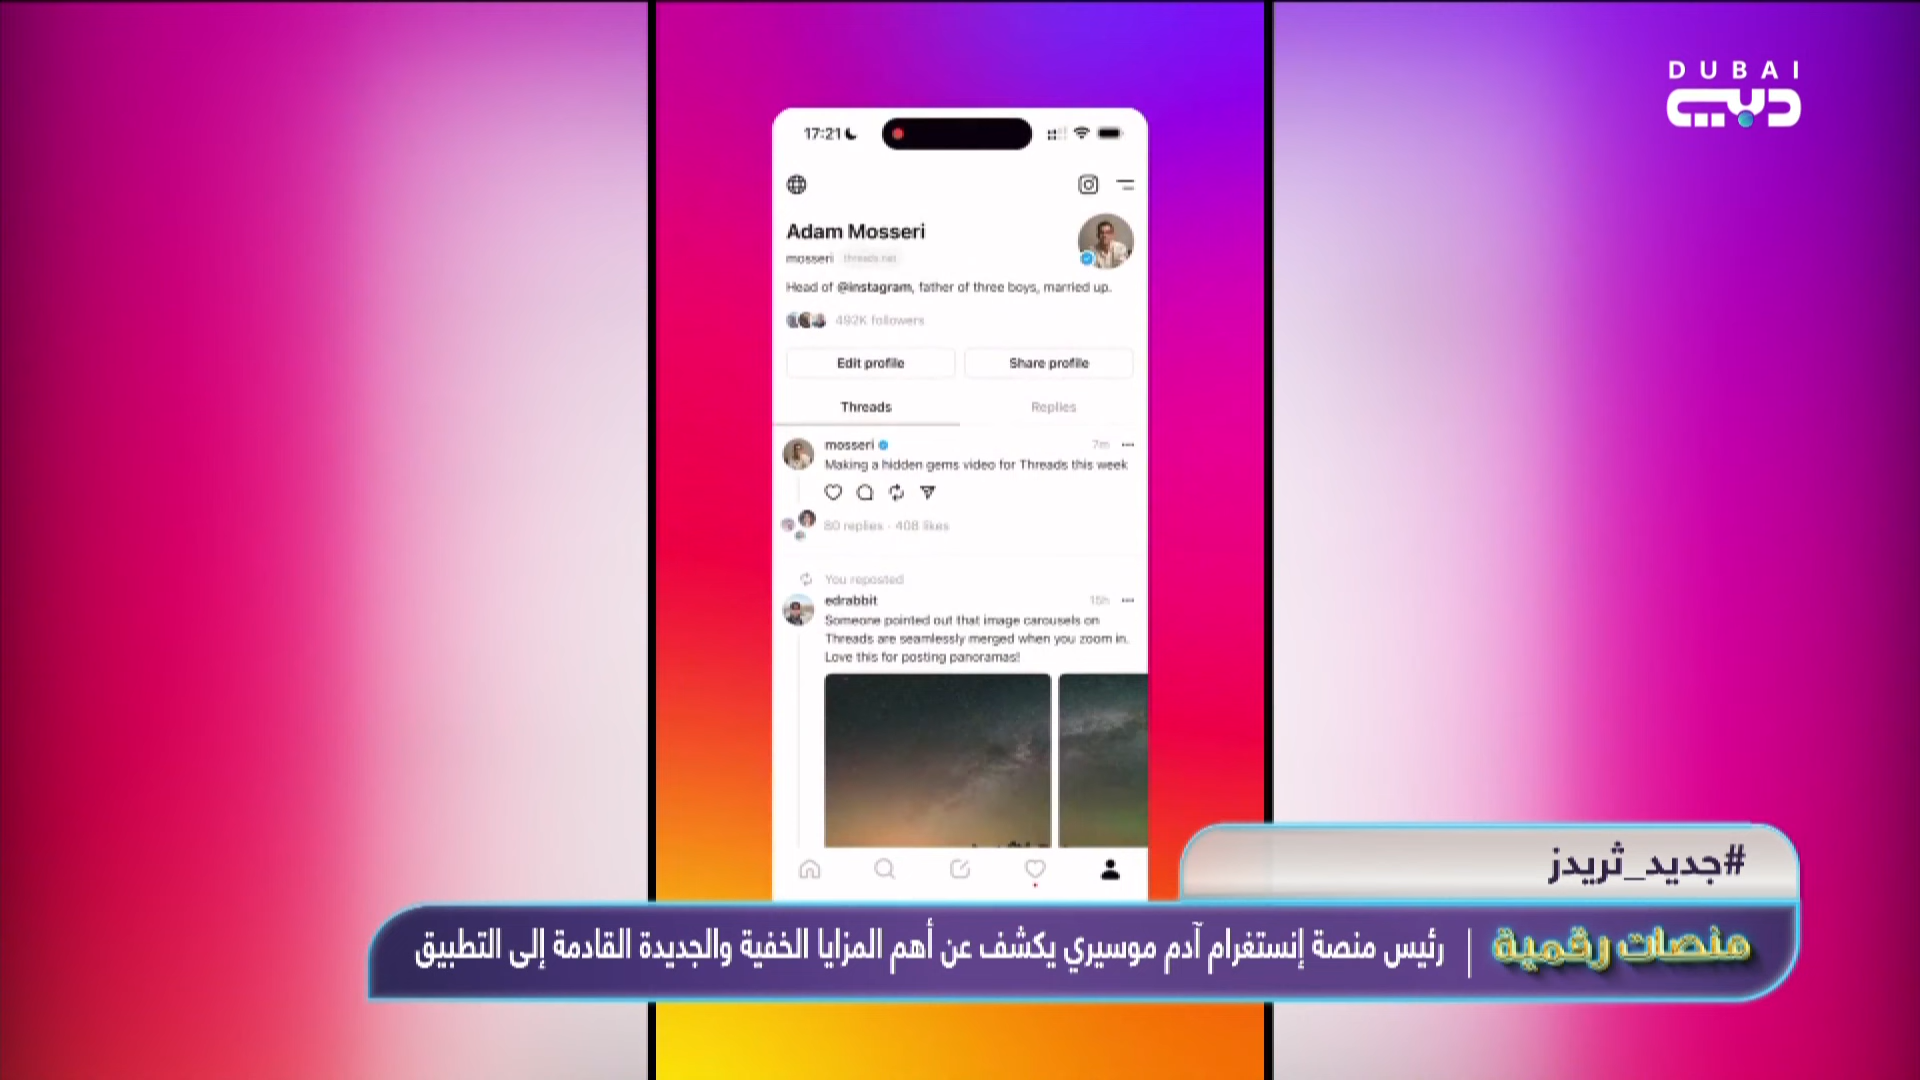 DUBAI
دبي
17:21
Adam Mosseri
mosseri threads.net
Head of @instagram, father of three boys, married up.
492K followers
Edit profile
Share profile
Threads
Replies
mosseri 7m
Making a hidden gems video for Threads this week
80 replies · 408 likes
You reposted
edrabbit 15h
Someone pointed out that image carousels on
Threads are seamlessly merged when you zoom in.
Love this for posting panoramas!
#جديد_ثريدز
منصات رقمية | رئيس منصة إنستغرام آدم موسيري يكشف عن أهم المزايا الخفية والجديدة القادمة إلى التطبيق